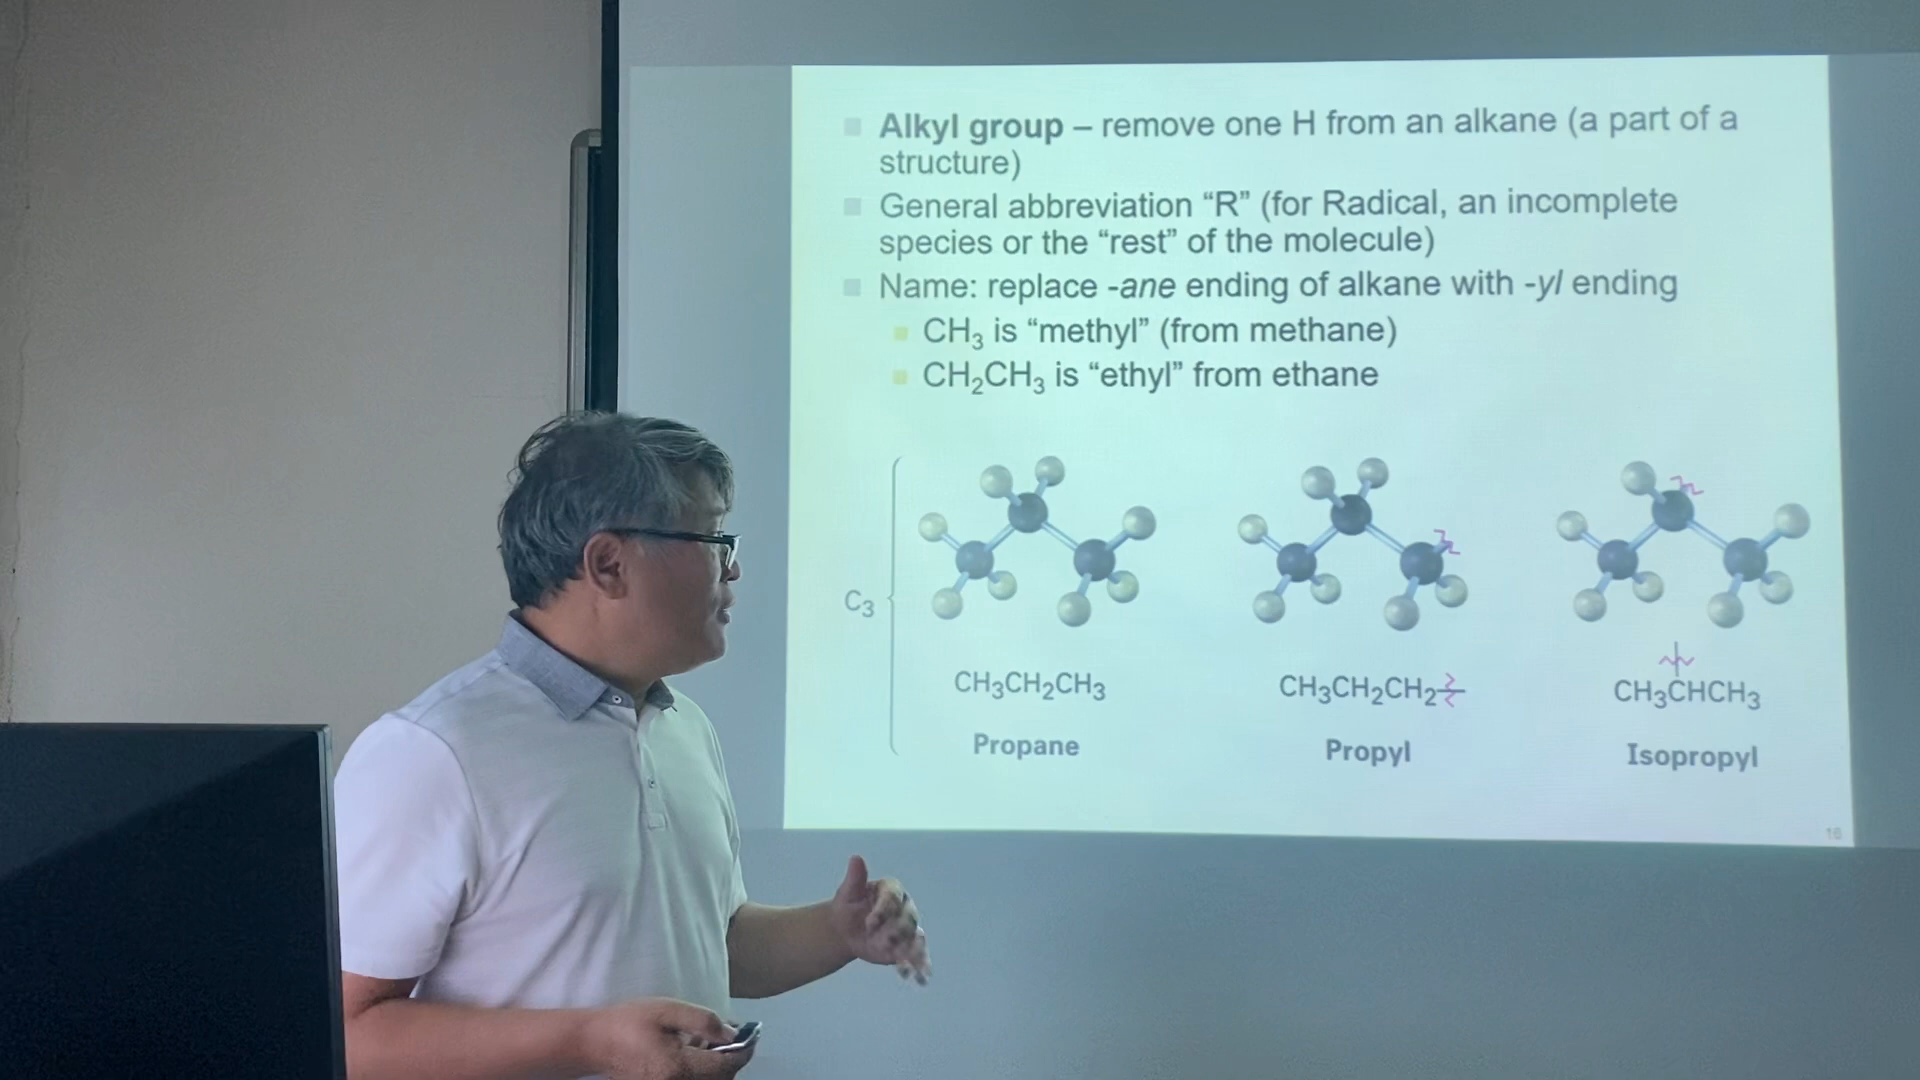 Alkyl group – remove one H from an alkane (a part of a
structure)
General abbreviation “R” (for Radical, an incomplete
species or the “rest” of the molecule)
Name: replace -ane ending of alkane with -yl ending
CH₃ is “methyl” (from methane)
CH₂CH₃ is “ethyl” from ethane
C₃
CH₃CH₂CH₃
CH₃CH₂CH₂
CH₃CHCH₃
Propane
Propyl
Isopropyl
16